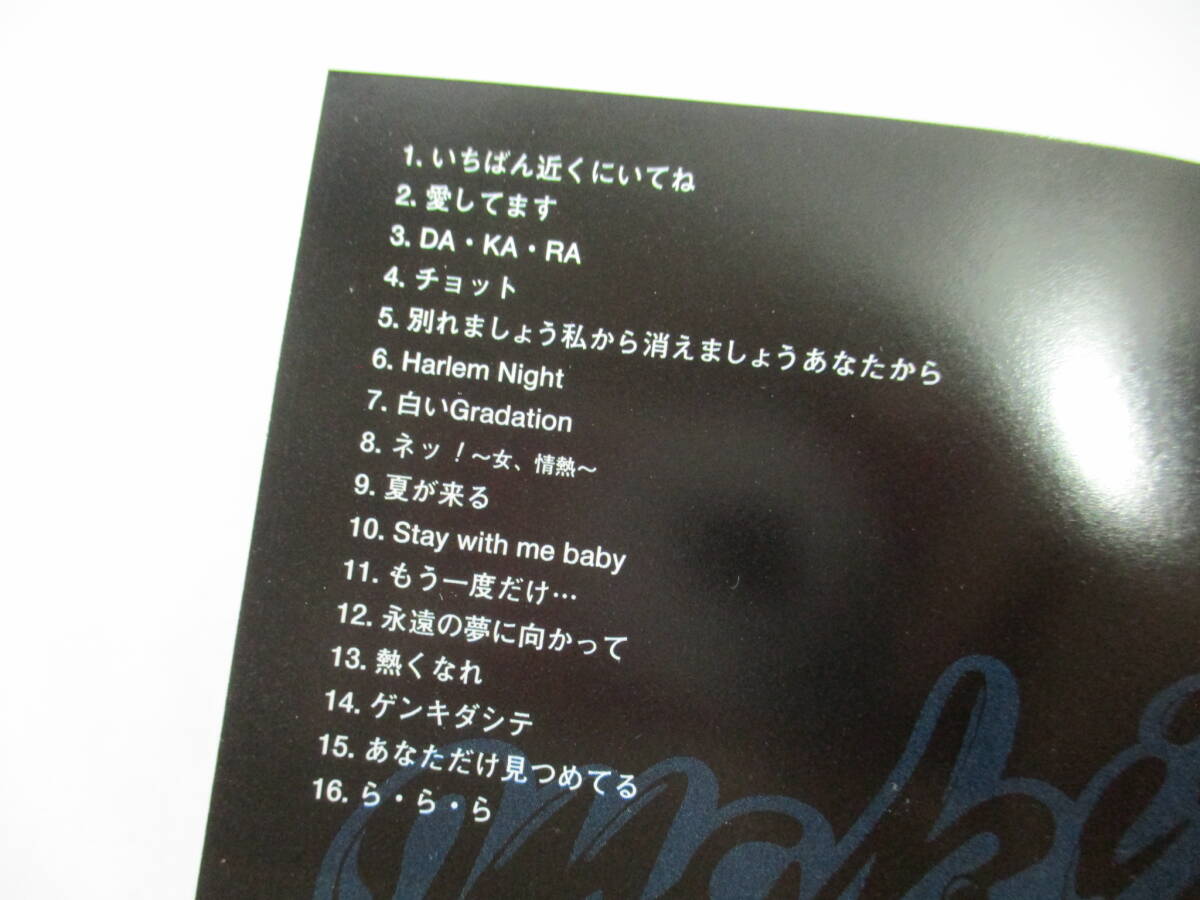 1. いちばん近くにいてね
2. 愛してます
3. DA・KA・RA
4. チョット
5. 別れましょう私から消えましょうあなたから
6. Harlem Night
7. 白いGradation
8. ネッ！〜女、情熱〜
9. 夏が来る
10. Stay with me baby
11. もう一度だけ…
12. 永遠の夢に向かって
13. 熱くなれ
14. ゲンキダシテ
15. あなただけ見つめてる
16. ら・ら・ら